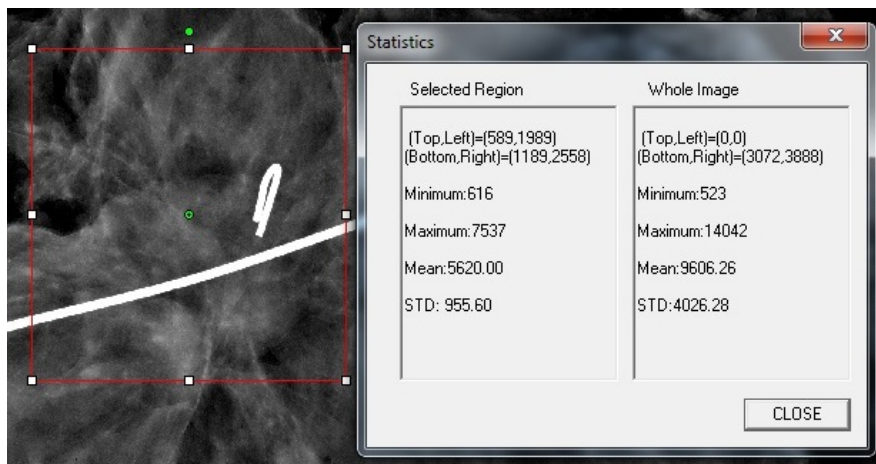 Statistics
Selected Region
(Top,Left)=(589,1989)
(Bottom,Right)=(1189,2558)
Minimum:616
Maximum:7537
Mean:5620.00
STD: 955.60
Whole Image
(Top,Left)=(0,0)
(Bottom,Right)=(3072,3888)
Minimum:523
Maximum:14042
Mean:9606.26
STD:4026.28
CLOSE